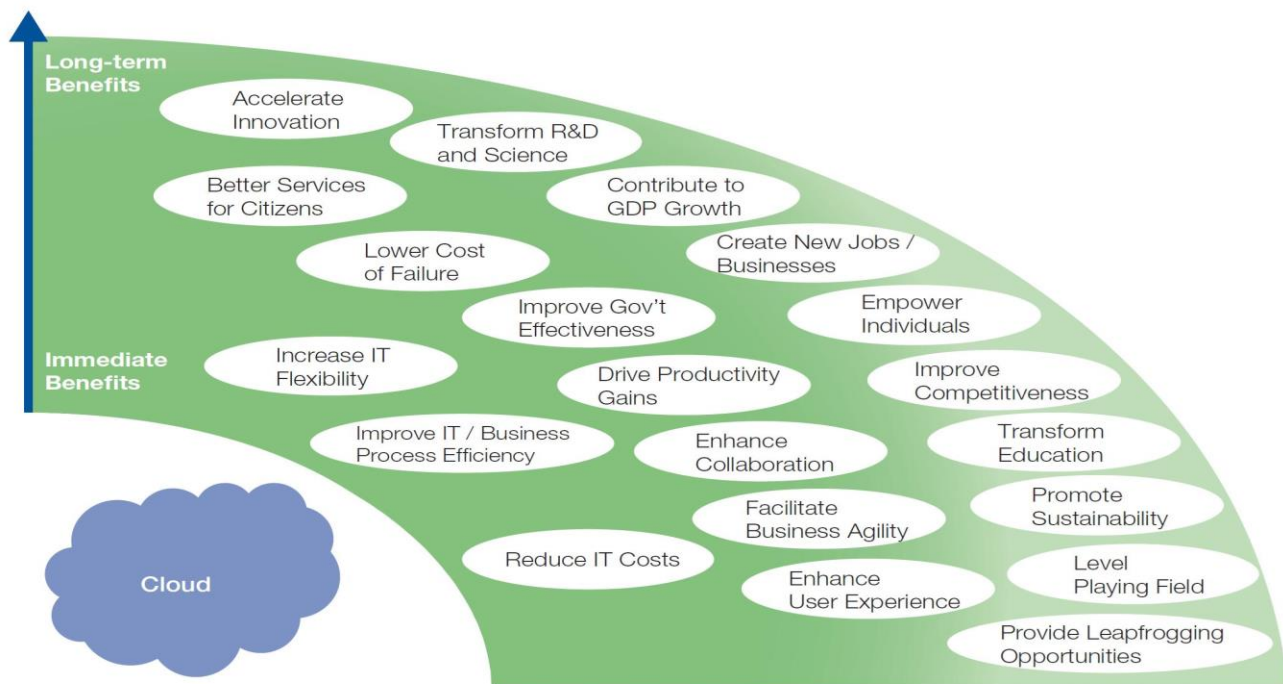 Long-term
Benefits
Accelerate
Innovation
Transform R&D
and Science
Better Services
for Citizens
Contribute to
GDP Growth
Lower Cost
of Failure
Create New Jobs /
Businesses
Improve Gov't
Effectiveness
Empower
Individuals
Immediate
Benefits
Increase IT
Flexibility
Drive Productivity
Gains
Improve
Competitiveness
Improve IT / Business
Process Efficiency
Enhance
Collaboration
Transform
Education
Facilitate
Business Agility
Promote
Sustainability
Reduce IT Costs
Enhance
User Experience
Level
Playing Field
Cloud
Provide Leapfrogging
Opportunities